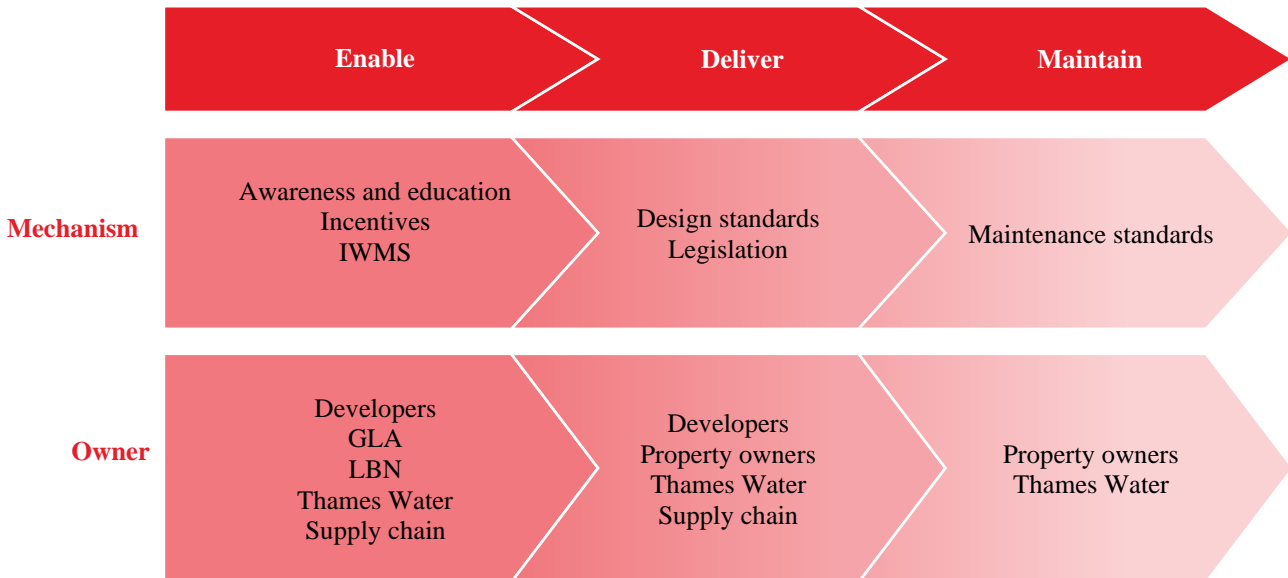 Enable
Deliver
Maintain
Mechanism
Awareness and education
Incentives
IWMS
Design standards
Legislation
Maintenance standards
Owner
Developers
GLA
LBN
Thames Water
Supply chain
Developers
Property owners
Thames Water
Supply chain
Property owners
Thames Water